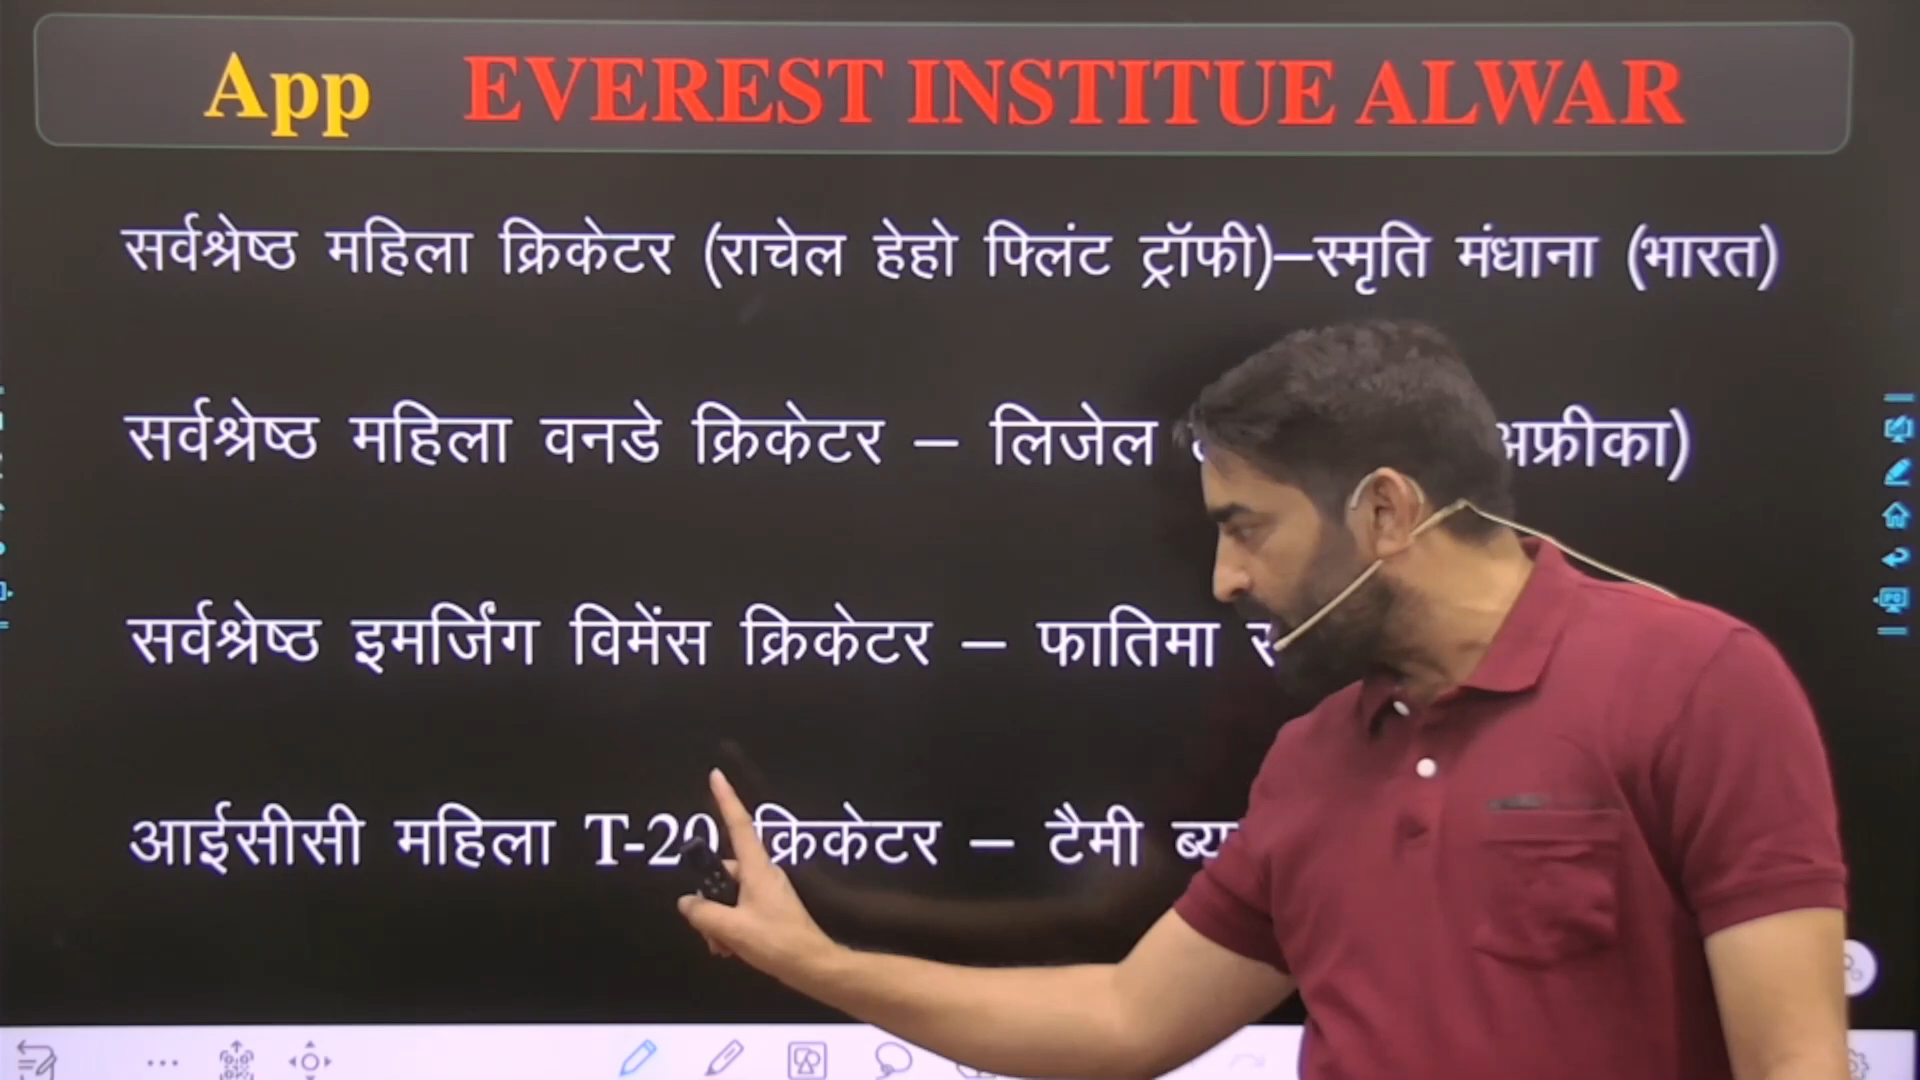 App EVEREST INSTITUE ALWAR
सर्वश्रेष्ठ महिला क्रिकेटर (राचेल हेहो फ्लिंट ट्रॉफी)–स्मृति मंधाना (भारत)
सर्वश्रेष्ठ महिला वनडे क्रिकेटर – लिजेल अफ्रीका)
सर्वश्रेष्ठ इमर्जिंग विमेंस क्रिकेटर – फातिमा
आईसीसी महिला T-20 क्रिकेटर – टैमी